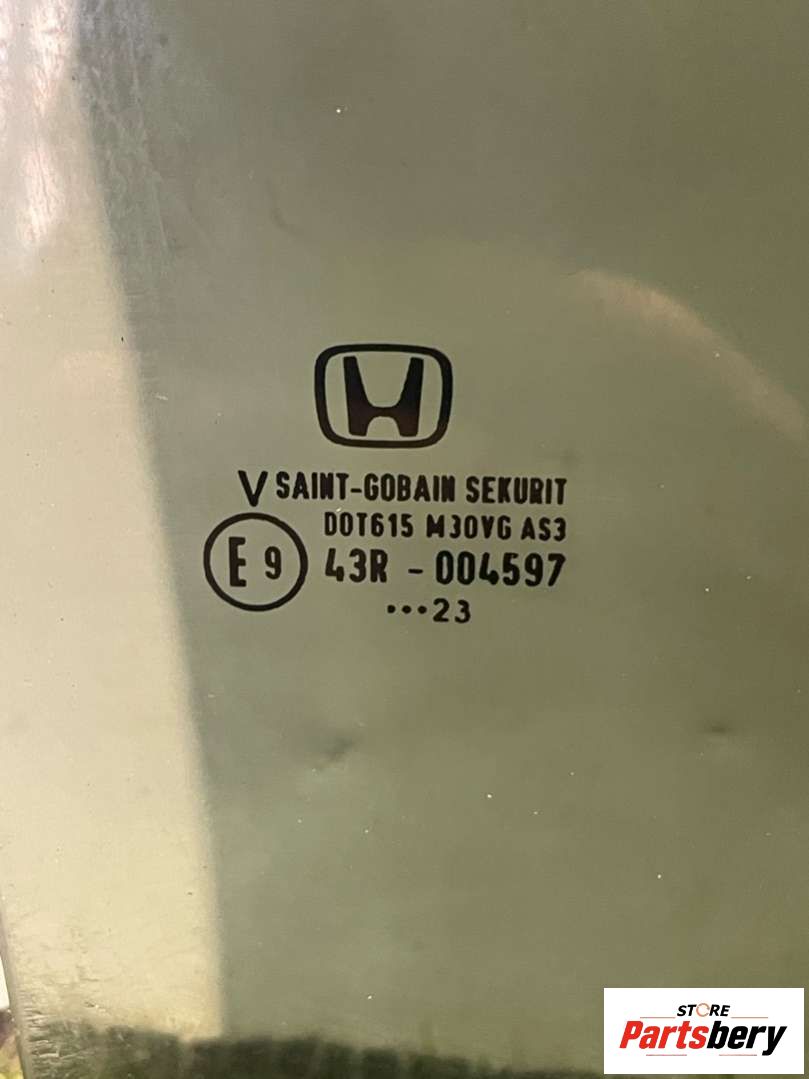 V SAINT-GOBAIN SEKURIT
DOT615 M30VG AS3
E 9 43R - 004597
•••23
STORE
Partsbery